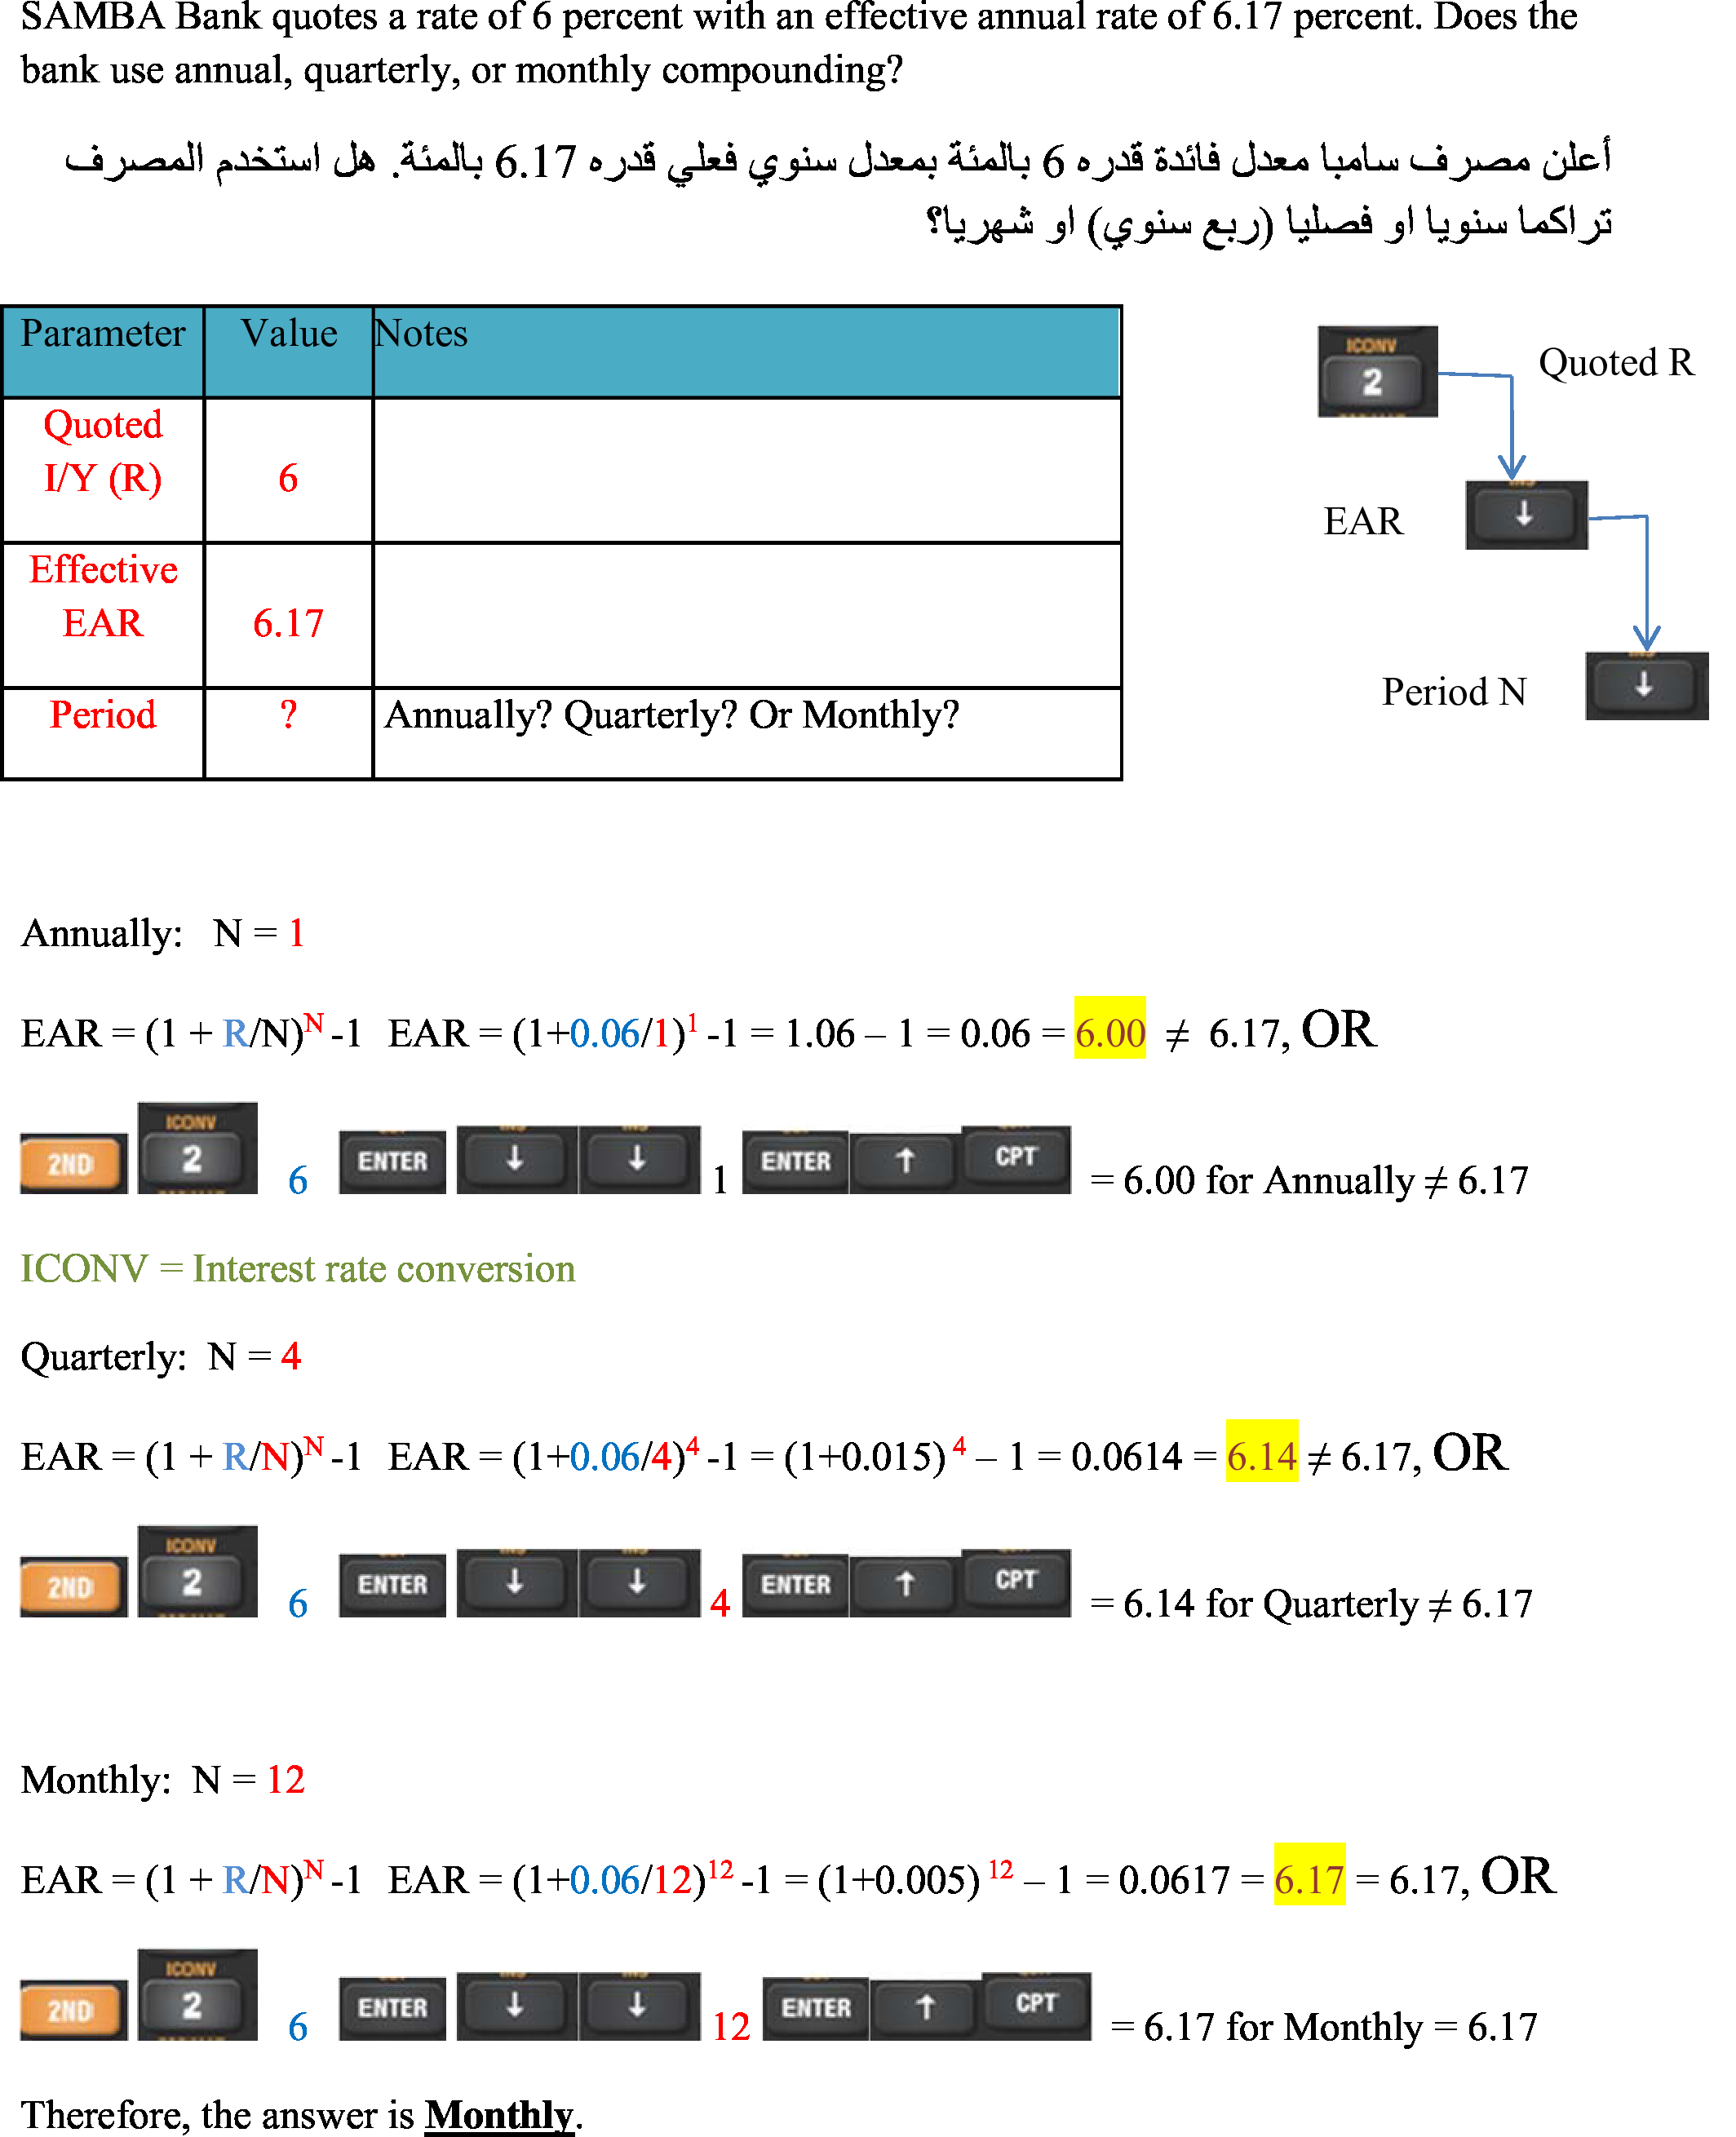 SAMBA Bank quotes a rate of 6 percent with an effective annual rate of 6.17 percent. Does the
bank use annual, quarterly, or monthly compounding?
أعلن مصرف سامبا معدل فائدة قدره 6 بالمئة بمعدل سنوي فعلي قدره 6.17 بالمئة. هل استخدم المصرف
تراكما سنويا او فصليا (ربع سنوي) او شهريا؟
Parameter Value Notes
Quoted
I/Y (R) 6
Effective
EAR 6.17
Period ? Annually? Quarterly? Or Monthly?
ICONV
2 Quoted R
EAR ↓
Period N ↓
Annually: N = 1
EAR = (1 + R/N)^N -1 EAR = (1+0.06/1)^1 -1 = 1.06 – 1 = 0.06 = 6.00 ≠ 6.17, OR
ICONV
2ND 2 6 ENTER ↓ ↓ 1 ENTER ↑ CPT = 6.00 for Annually ≠ 6.17
ICONV = Interest rate conversion
Quarterly: N = 4
EAR = (1 + R/N)^N -1 EAR = (1+0.06/4)^4 -1 = (1+0.015)^4 – 1 = 0.0614 = 6.14 ≠ 6.17, OR
ICONV
2ND 2 6 ENTER ↓ ↓ 4 ENTER ↑ CPT = 6.14 for Quarterly ≠ 6.17
Monthly: N = 12
EAR = (1 + R/N)^N -1 EAR = (1+0.06/12)^12 -1 = (1+0.005)^12 – 1 = 0.0617 = 6.17 = 6.17, OR
ICONV
2ND 2 6 ENTER ↓ ↓ 12 ENTER ↑ CPT = 6.17 for Monthly = 6.17
Therefore, the answer is Monthly.